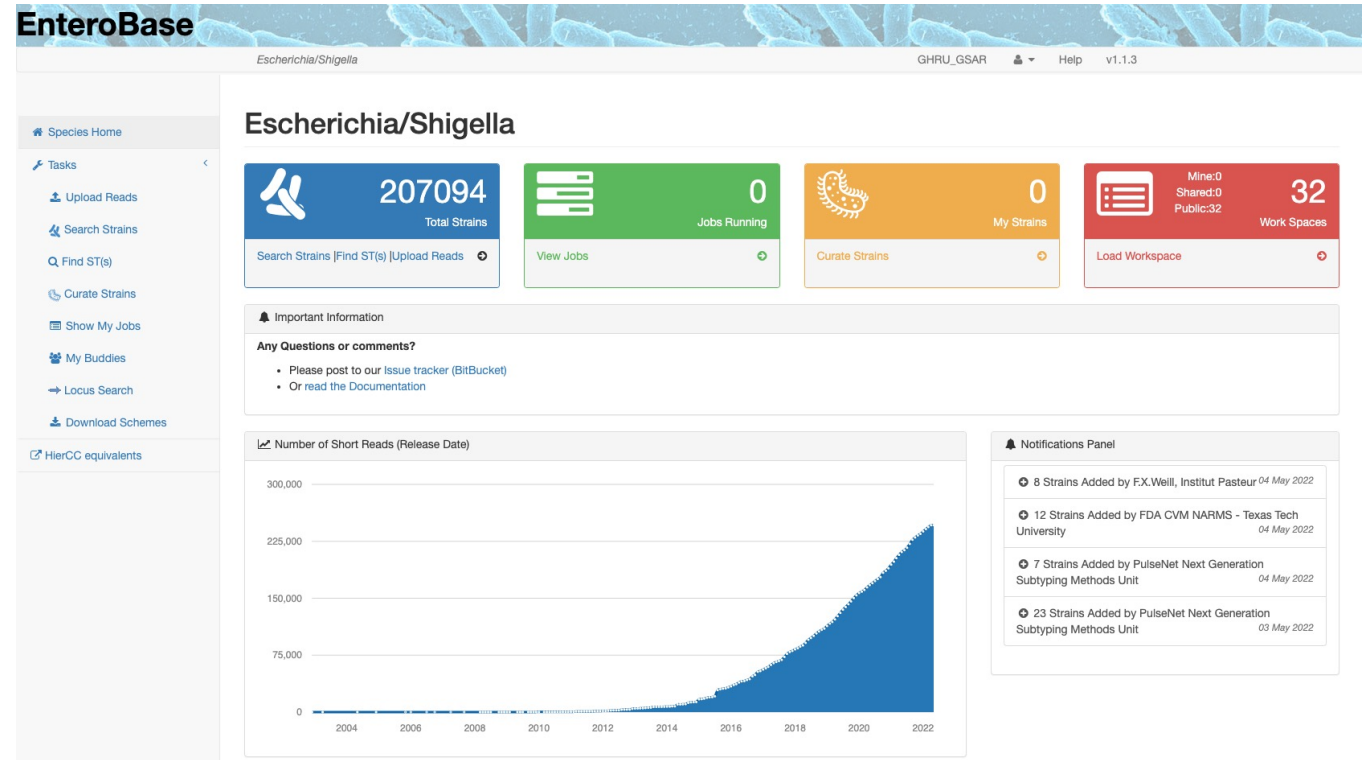 EnteroBase
Escherichia/Shigella
GHRU_GSAR
Help
v1.1.3
Species Home
Tasks
Upload Reads
Search Strains
Find ST(s)
Curate Strains
Show My Jobs
My Buddies
Locus Search
Download Schemes
HierCC equivalents
Escherichia/Shigella
207094
Total Strains
Search Strains |Find ST(s) |Upload Reads
0
Jobs Running
View Jobs
0
My Strains
Curate Strains
Mine:0
Shared:0
Public:32
32
Work Spaces
Load Workspace
Important Information
Any Questions or comments?
• Please post to our Issue tracker (BitBucket)
• Or read the Documentation
Number of Short Reads (Release Date)
300,000
225,000
150,000
75,000
0
2004 2006 2008 2010 2012 2014 2016 2018 2020 2022
Notifications Panel
8 Strains Added by F.X.Weill, Institut Pasteur 04 May 2022
12 Strains Added by FDA CVM NARMS - Texas Tech
University 04 May 2022
7 Strains Added by PulseNet Next Generation
Subtyping Methods Unit 04 May 2022
23 Strains Added by PulseNet Next Generation
Subtyping Methods Unit 03 May 2022